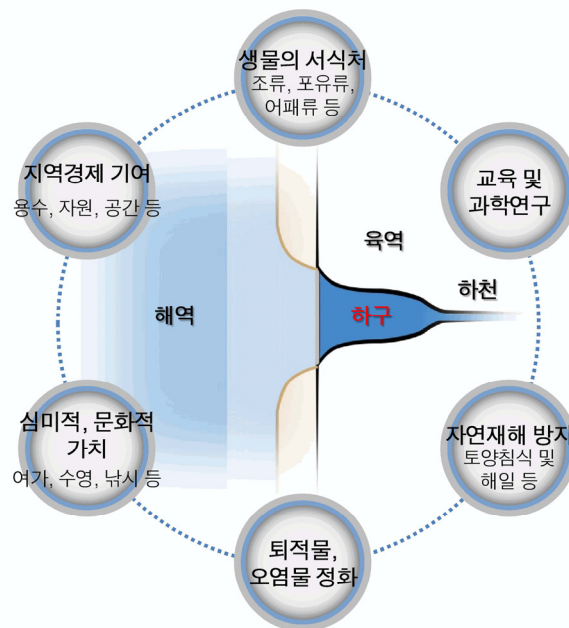 생물의 서식처
조류, 포유류,
어패류 등
지역경제 기여
용수, 자원, 공간 등
교육 및
과학연구
육역
하천
해역
하구
심미적, 문화적
가치
여가, 수영, 낚시 등
자연재해 방지
토양침식 및
해일 등
퇴적물,
오염물 정화